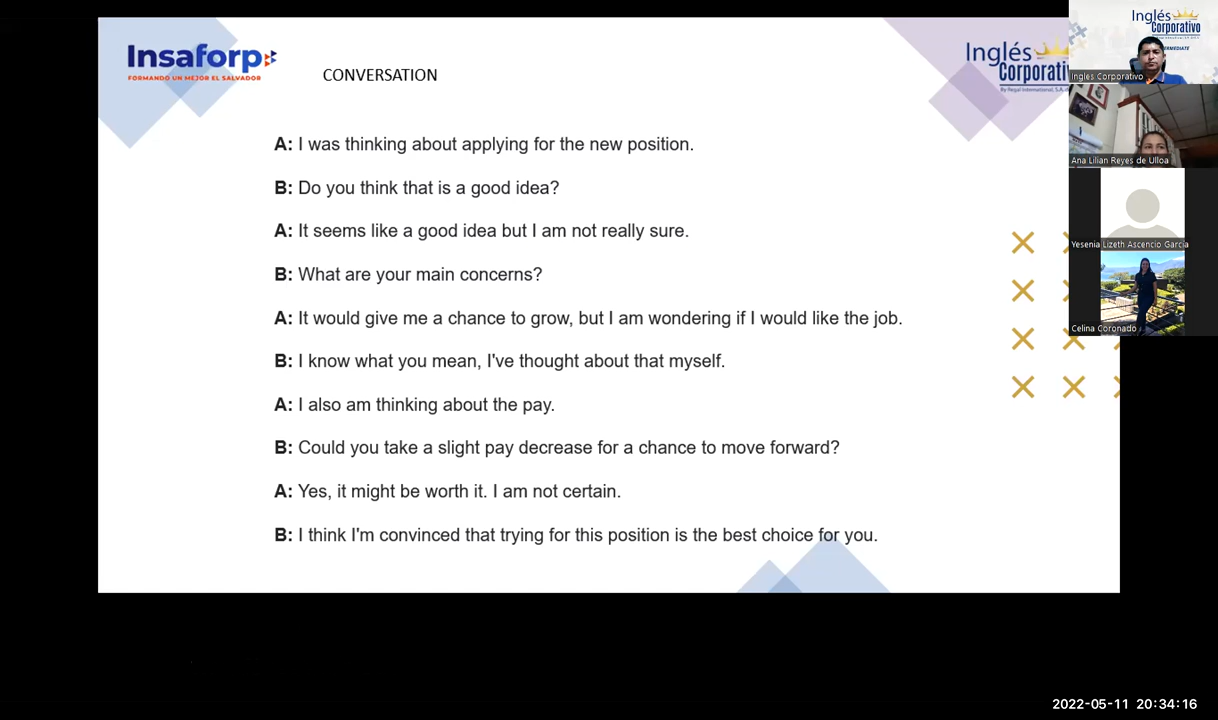 Insaforp
FORMANDO UN MEJOR EL SALVADOR
CONVERSATION
Inglés
Corporativ
By Regal International, S.A. d
A: I was thinking about applying for the new position.
B: Do you think that is a good idea?
A: It seems like a good idea but I am not really sure.
B: What are your main concerns?
A: It would give me a chance to grow, but I am wondering if I would like the job.
B: I know what you mean, I've thought about that myself.
A: I also am thinking about the pay.
B: Could you take a slight pay decrease for a chance to move forward?
A: Yes, it might be worth it. I am not certain.
B: I think I'm convinced that trying for this position is the best choice for you.
Inglés
Corporativo
Ingles Corporativo
Ana Lilian Reyes de Ulloa
Yesenia Lizeth Ascencio Garcia
Celina Coronado
2022-05-11 20:34:16